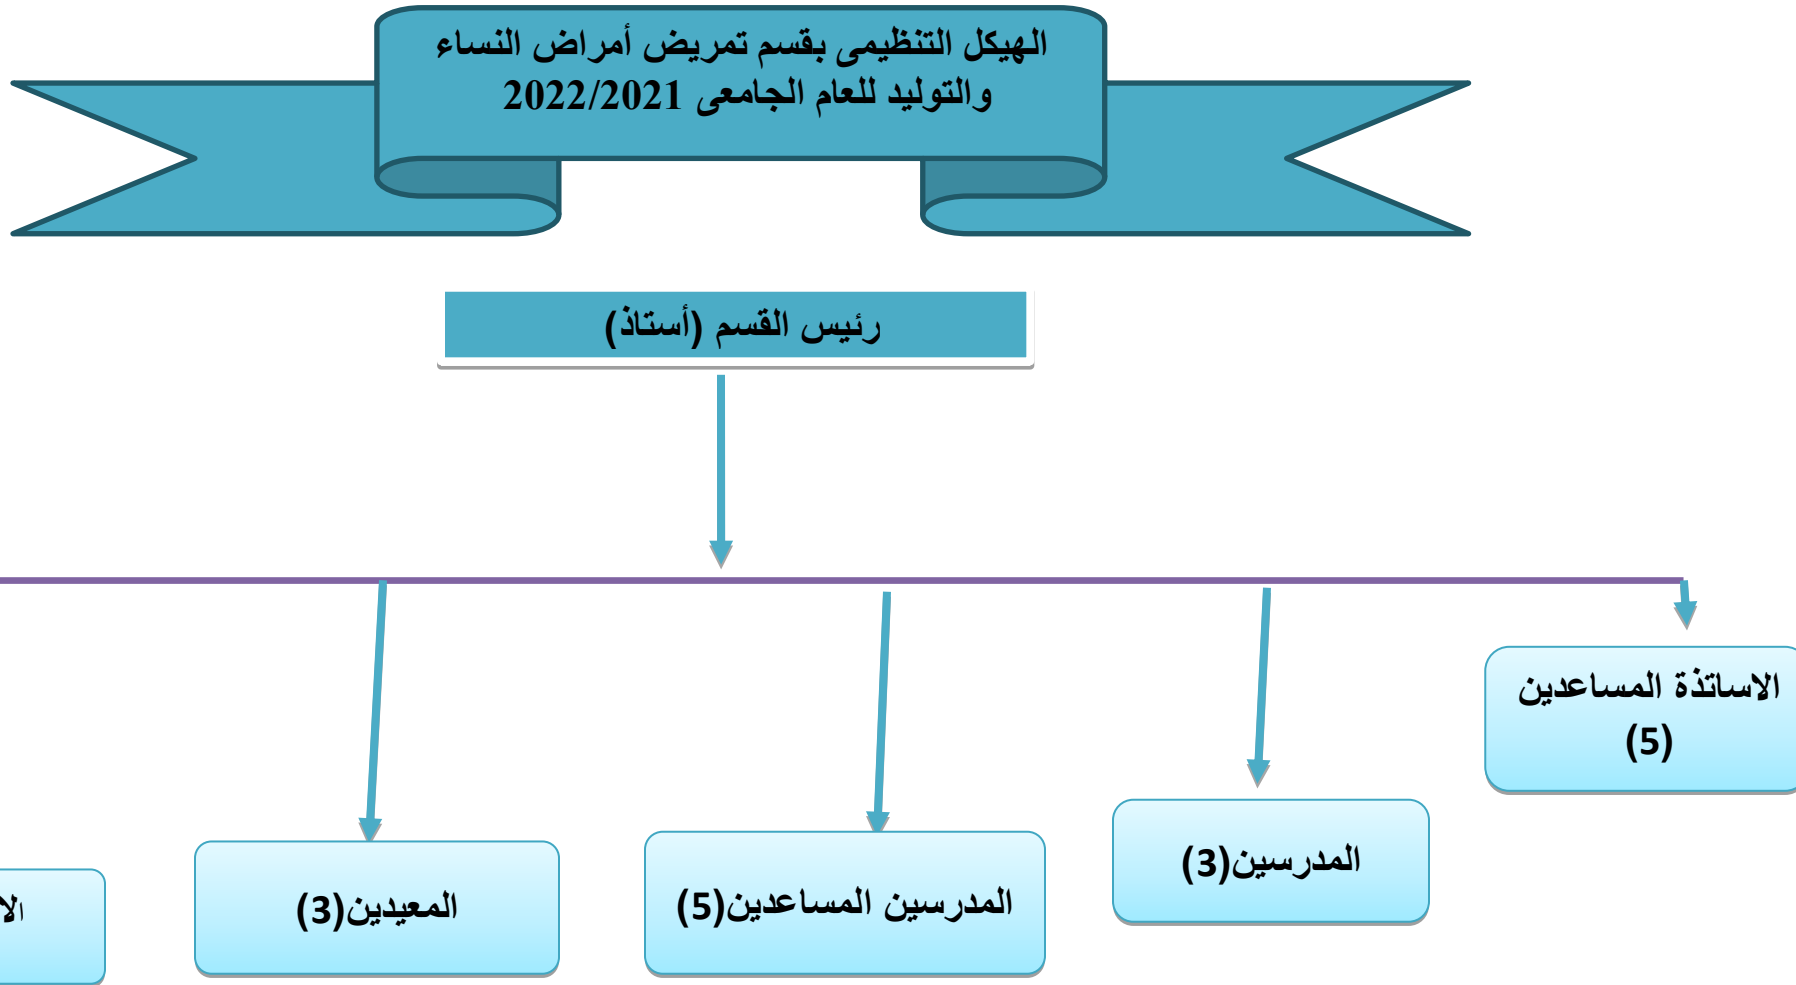 الهيكل التنظيمى بقسم تمريض أمراض النساء
والتوليد للعام الجامعى 2022/2021
رئيس القسم (أستاذ)
الاساتذة المساعدين
(5)
المدرسين(3)
المدرسين المساعدين(5)
المعيدين(3)